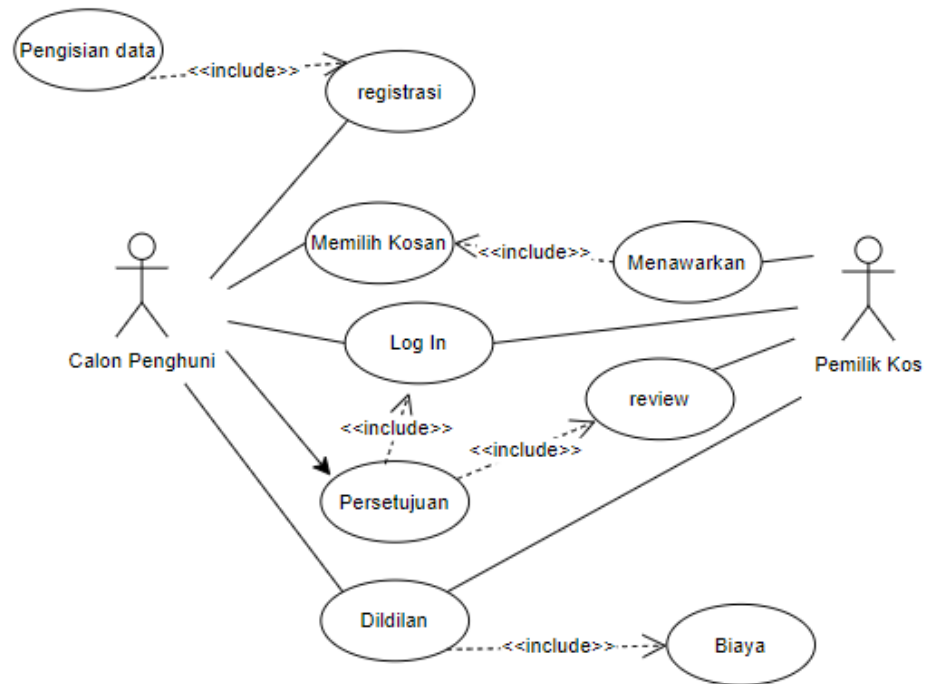 Pengisian data
<<include>>
registrasi
Memilih Kosan
<<include>>
Menawarkan
Log In
Calon Penghuni
Pemilik Kos
review
<<include>>
<<include>>
Persetujuan
Dildilan
<<include>>
Biaya